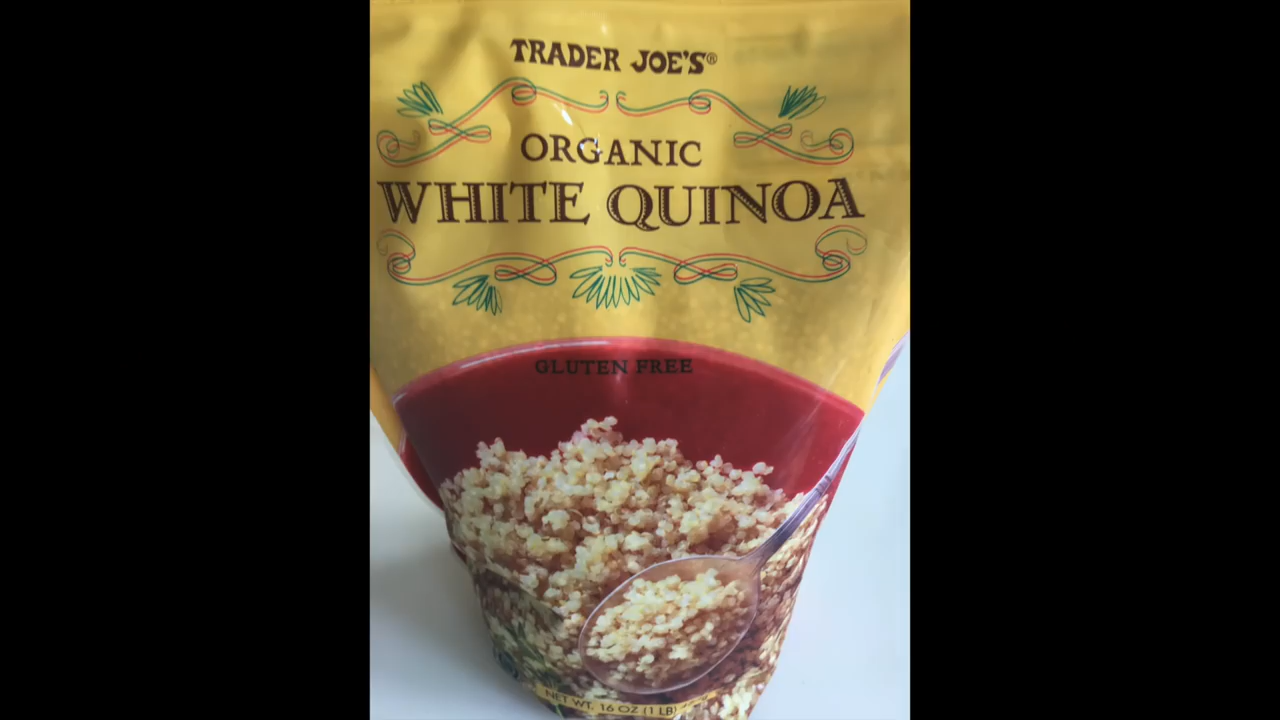 TRADER JOE'S®
ORGANIC
WHITE QUINOA
GLUTEN FREE
NET WT. 16 OZ (1 LB)